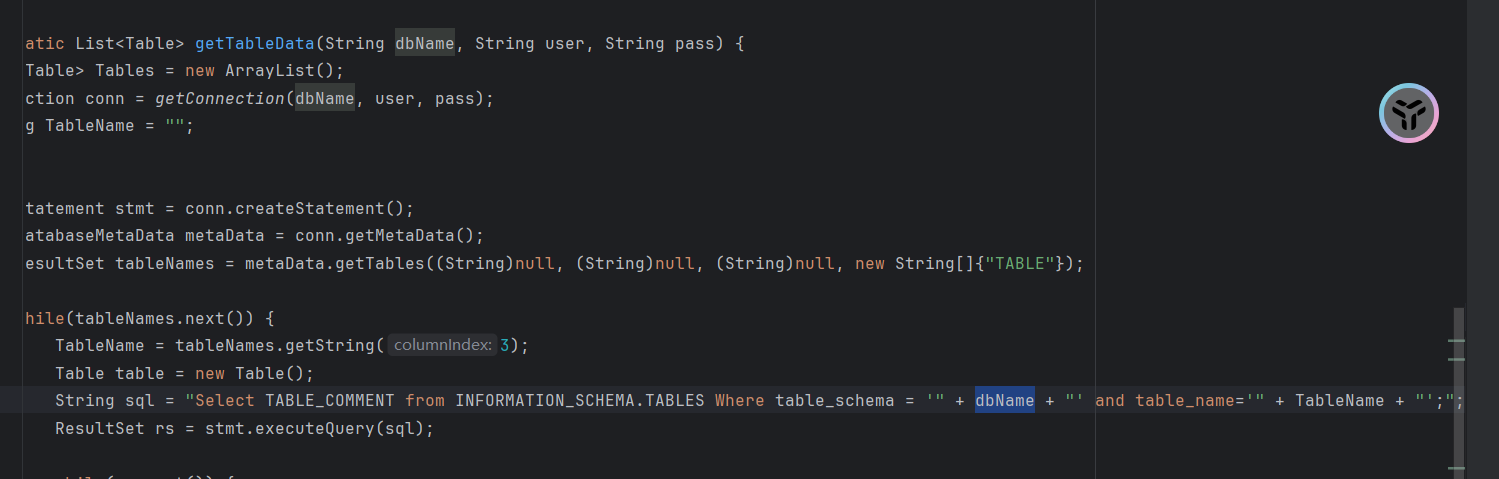 atic List<Table> getTableData(String dbName, String user, String pass) {
Table> Tables = new ArrayList();
ction conn = getConnection(dbName, user, pass);
g TableName = "";
tatement stmt = conn.createStatement();
atabaseMetaData metaData = conn.getMetaData();
esultSet tableNames = metaData.getTables((String)null, (String)null, (String)null, new String[]{"TABLE"});
hile(tableNames.next()) {
TableName = tableNames.getString( columnIndex: 3);
Table table = new Table();
String sql = "Select TABLE_COMMENT from INFORMATION_SCHEMA.TABLES Where table_schema = '" + dbName + "' and table_name='" + TableName + "';";
ResultSet rs = stmt.executeQuery(sql);